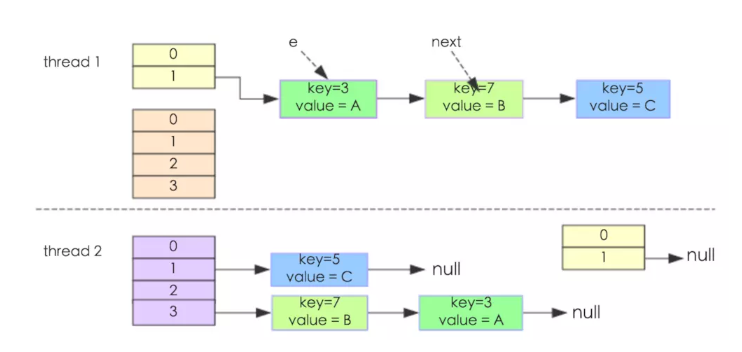 e
next
thread 1
0
1
key=3
value = A
key=7
value = B
key=5
value = C
0
1
2
3
thread 2
0
1
2
3
key=5
value = C
null
key=7
value = B
key=3
value = A
null
0
1
null